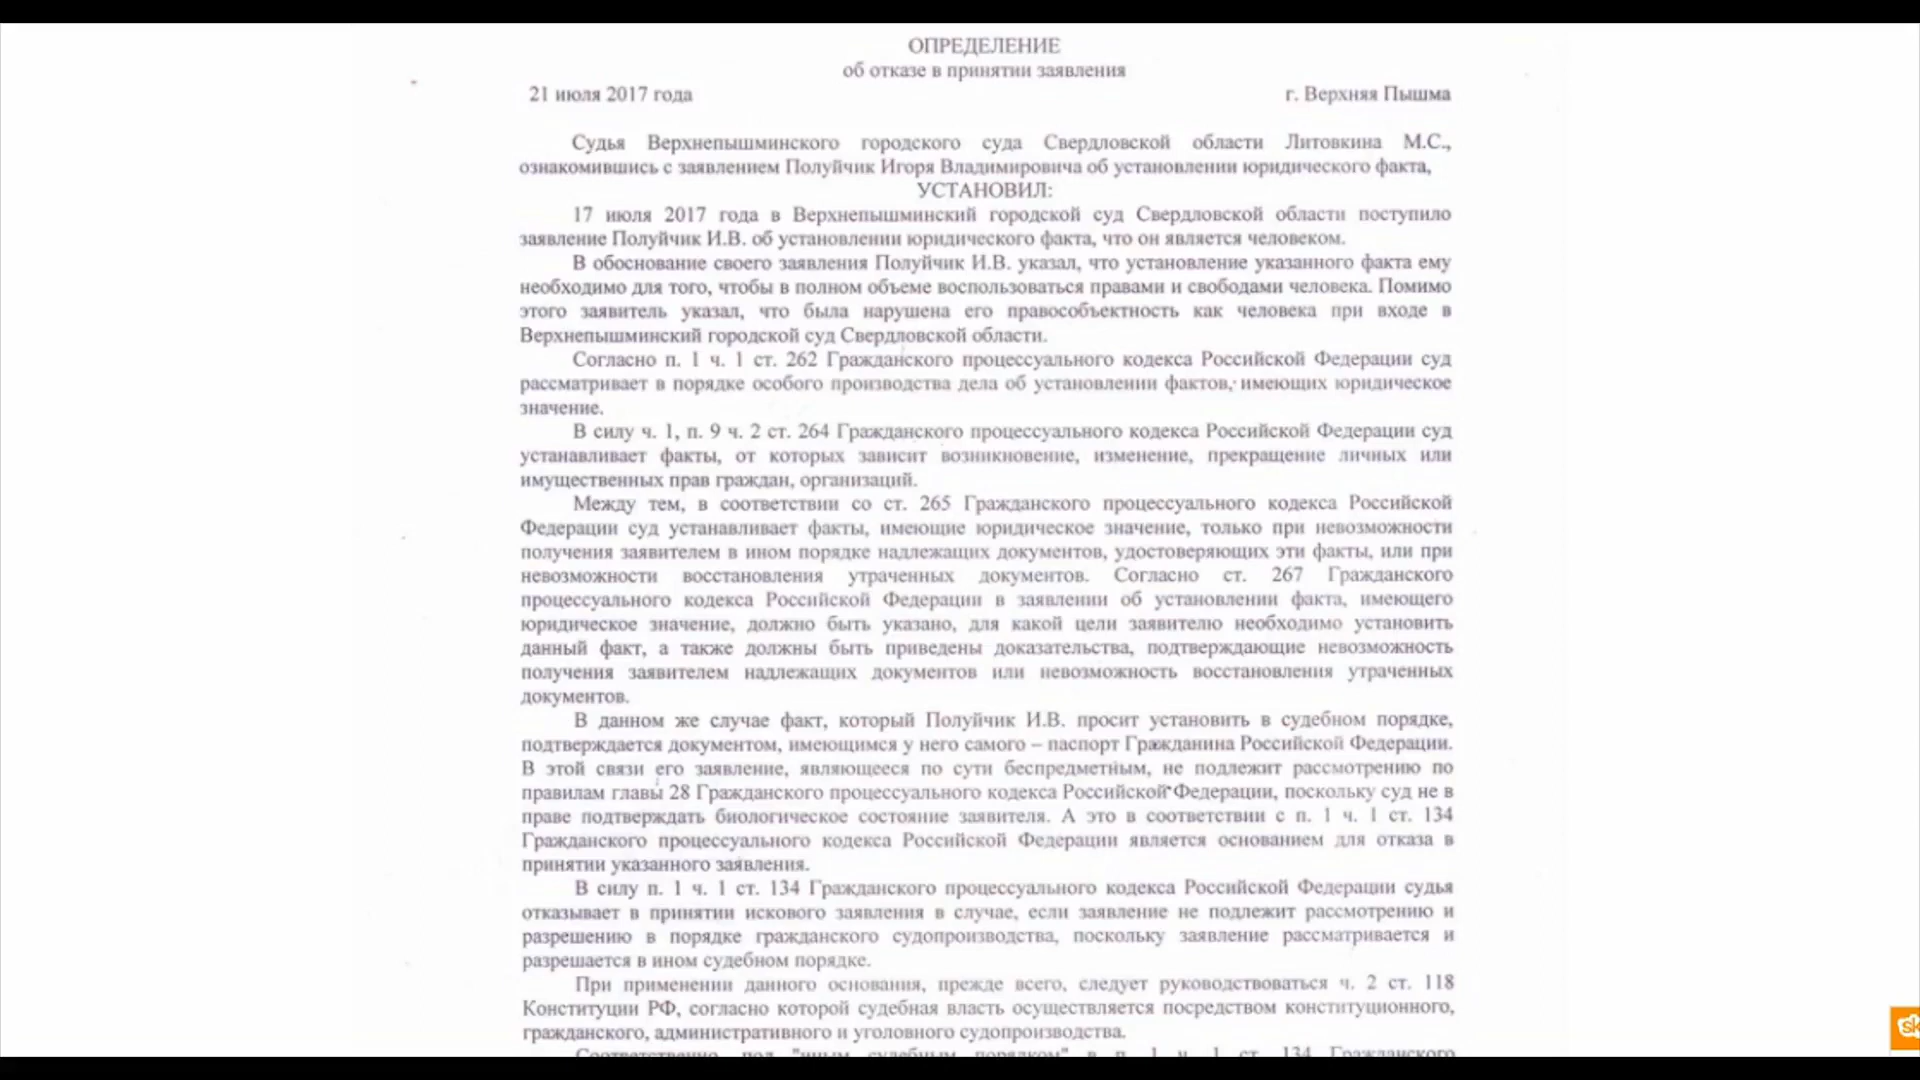 ОПРЕДЕЛЕНИЕ
об отказе в принятии заявления
21 июля 2017 года г. Верхняя Пышма
Судья Верхнепышминского городского суда Свердловской области Литовкина М.С.,
ознакомившись с заявлением Полуйчик Игоря Владимировича об установлении юридического факта,
УСТАНОВИЛ:
17 июля 2017 года в Верхнепышминский городской суд Свердловской области поступило
заявление Полуйчик И.В. об установлении юридического факта, что он является человеком.
В обоснование своего заявления Полуйчик И.В. указал, что установление указанного факта ему
необходимо для того, чтобы в полном объеме воспользоваться правами и свободами человека. Помимо
этого заявитель указал, что была нарушена его правособъектность как человека при входе в
Верхнепышминский городской суд Свердловской области.
Согласно п. 1 ч. 1 ст. 262 Гражданского процессуального кодекса Российской Федерации суд
рассматривает в порядке особого производства дела об установлении фактов, имеющих юридическое
значение.
В силу ч. 1, п. 9 ч. 2 ст. 264 Гражданского процессуального кодекса Российской Федерации суд
устанавливает факты, от которых зависит возникновение, изменение, прекращение личных или
имущественных прав граждан, организаций.
Между тем, в соответствии со ст. 265 Гражданского процессуального кодекса Российской
Федерации суд устанавливает факты, имеющие юридическое значение, только при невозможности
получения заявителем в ином порядке надлежащих документов, удостоверяющих эти факты, или при
невозможности восстановления утраченных документов. Согласно ст. 267 Гражданского
процессуального кодекса Российской Федерации в заявлении об установлении факта, имеющего
юридическое значение, должно быть указано, для какой цели заявителю необходимо установить
данный факт, а также должны быть приведены доказательства, подтверждающие невозможность
получения заявителем надлежащих документов или невозможность восстановления утраченных
документов.
В данном же случае факт, который Полуйчик И.В. просит установить в судебном порядке,
подтверждается документом, имеющимся у него самого – паспорт Гражданина Российской Федерации.
В этой связи его заявление, являющееся по сути беспредметным, не подлежит рассмотрению по
правилам главы 28 Гражданского процессуального кодекса Российской Федерации, поскольку суд не в
праве подтверждать биологическое состояние заявителя. А это в соответствии с п. 1 ч. 1 ст. 134
Гражданского процессуального кодекса Российской Федерации является основанием для отказа в
принятии указанного заявления.
В силу п. 1 ч. 1 ст. 134 Гражданского процессуального кодекса Российской Федерации судья
отказывает в принятии искового заявления в случае, если заявление не подлежит рассмотрению и
разрешению в порядке гражданского судопроизводства, поскольку заявление рассматривается и
разрешается в ином судебном порядке.
При применении данного основания, прежде всего, следует руководствоваться ч. 2 ст. 118
Конституции РФ, согласно которой судебная власть осуществляется посредством конституционного,
гражданского, административного и уголовного судопроизводства.
Соответственно, под "иным судебным порядком" в п. 1 ч. 1 ст. 134 Гражданского
sk